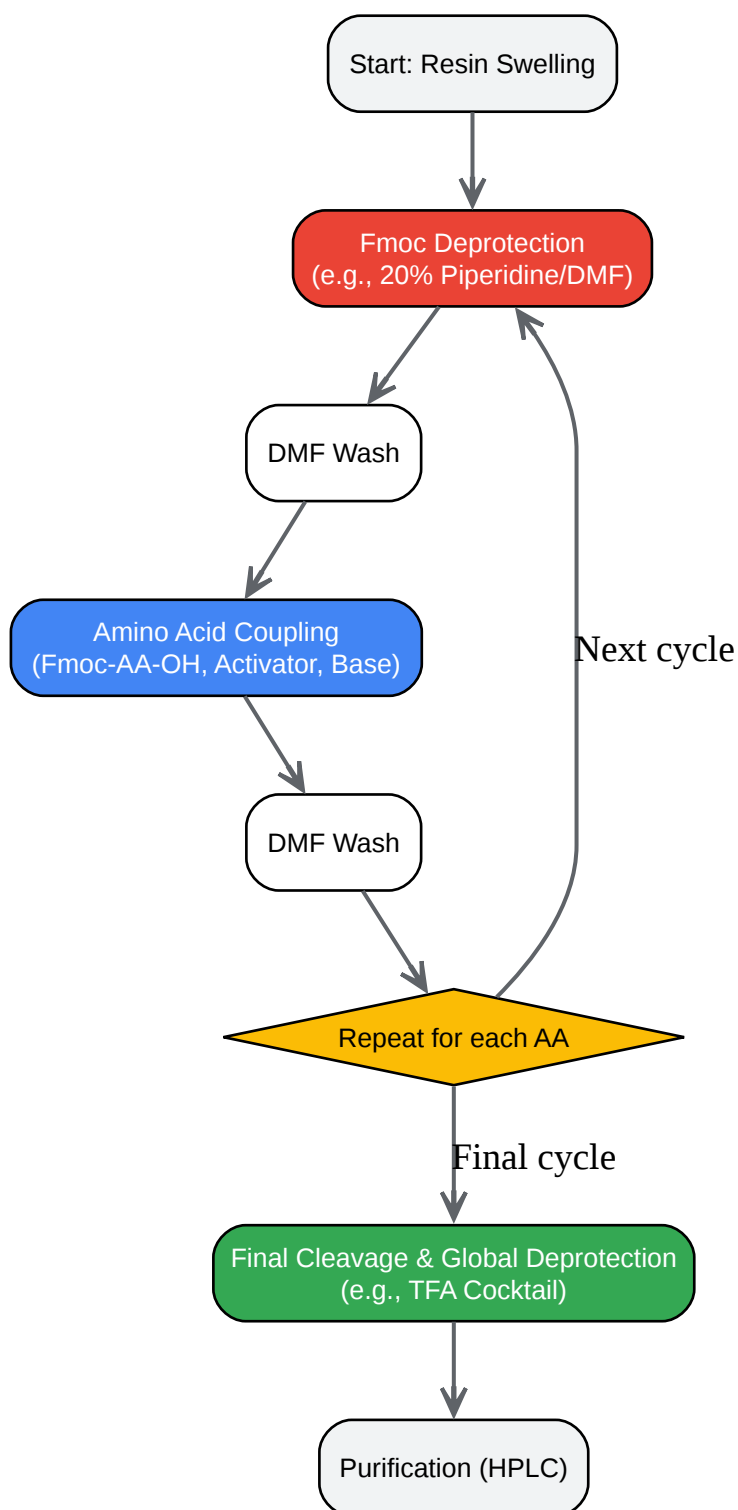 Start: Resin Swelling
Fmoc Deprotection
(e.g., 20% Piperidine/DMF)
DMF Wash
Amino Acid Coupling
(Fmoc-AA-OH, Activator, Base)
Next cycle
DMF Wash
Repeat for each AA
Final cycle
Final Cleavage & Global Deprotection
(e.g., TFA Cocktail)
Purification (HPLC)